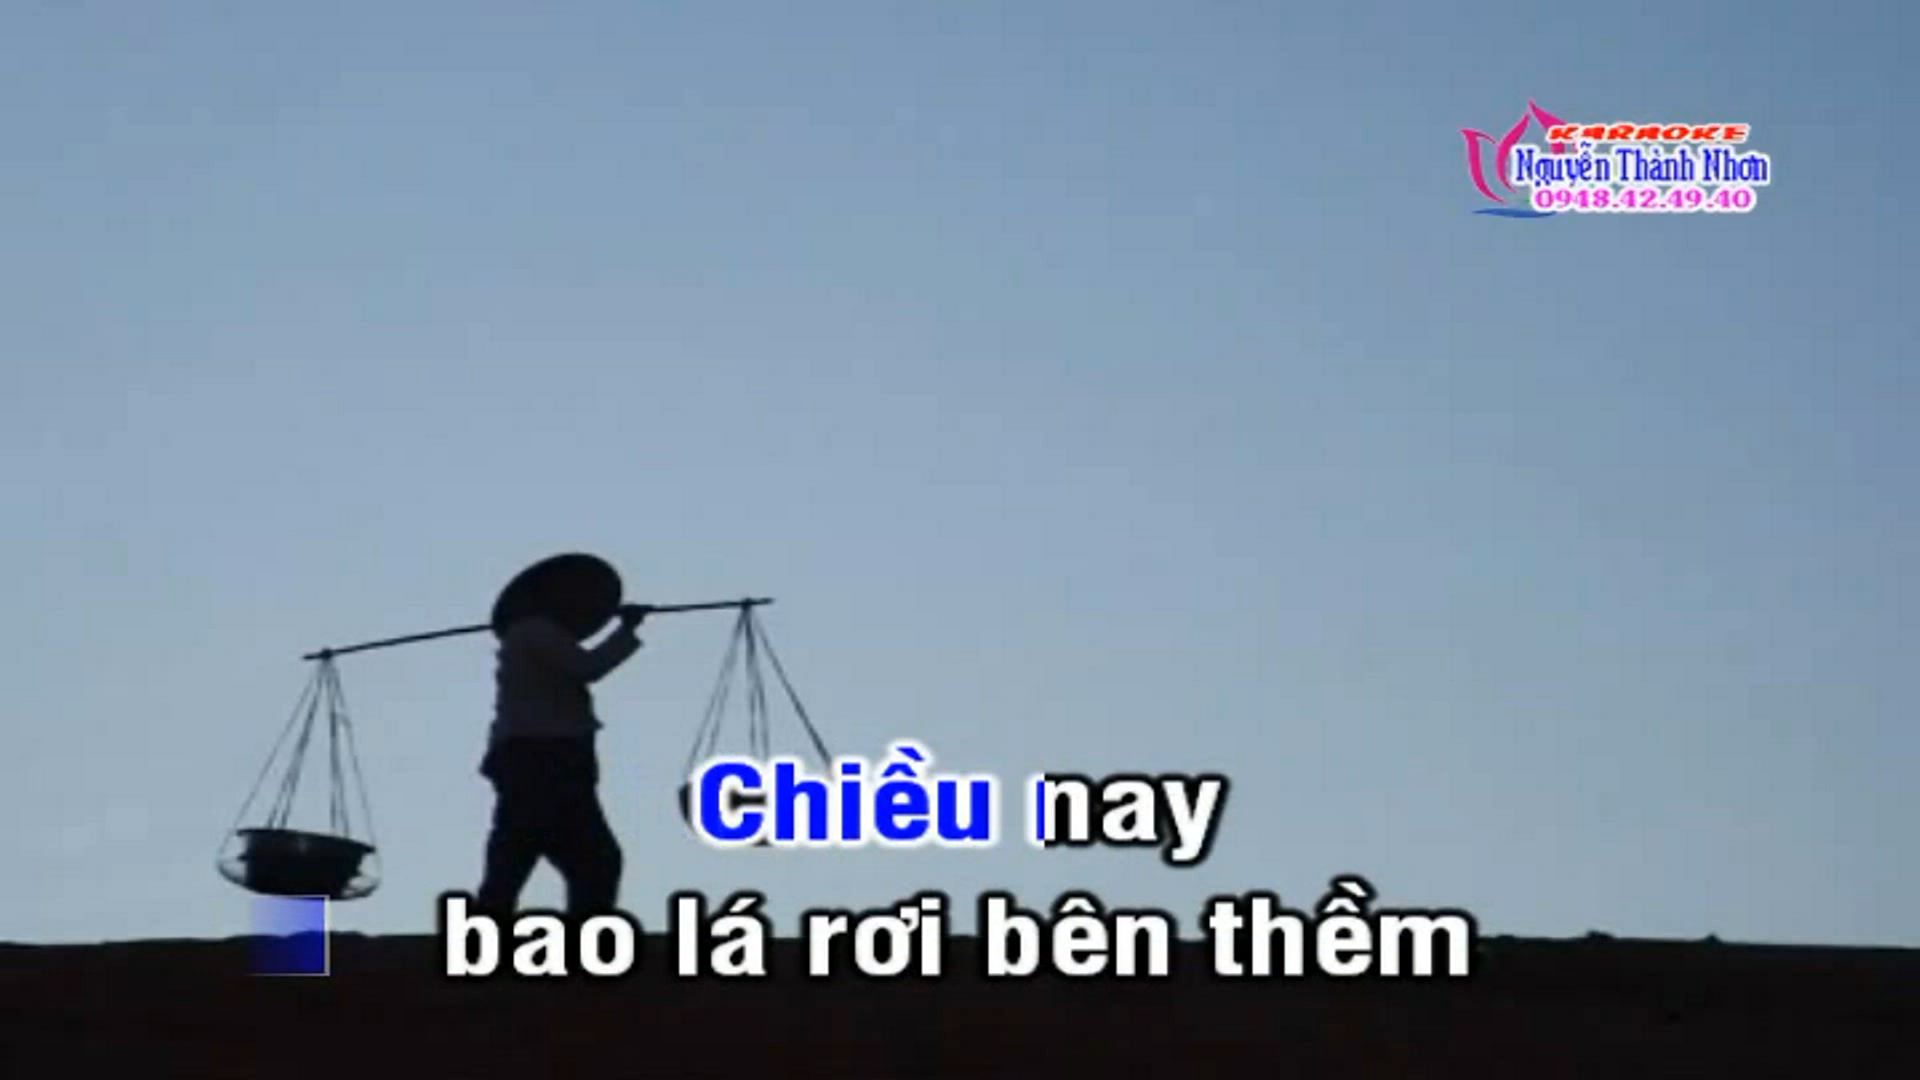 KARAOKE
Nguyễn Thành Nhơn
0948.42.49.40
Chiều nay
bao lá rơi bên thềm